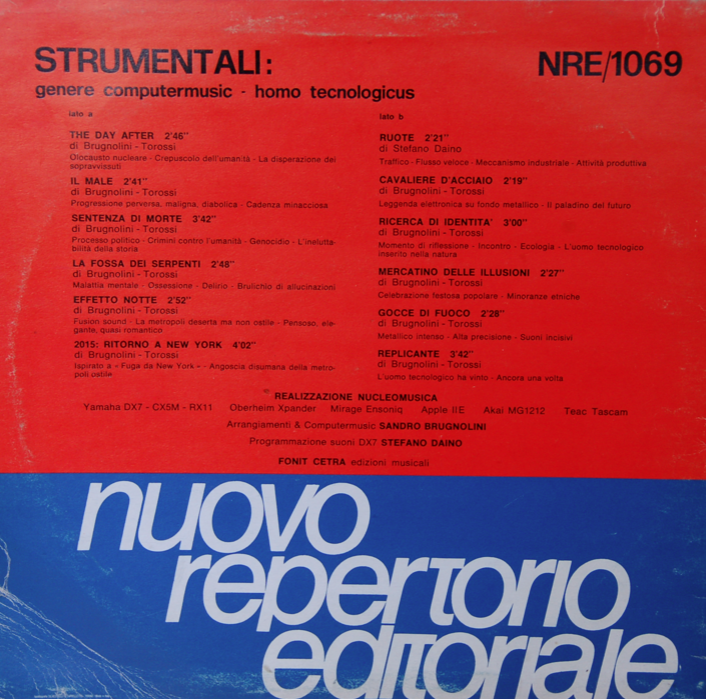 STRUMENTALI:
NRE/1069
genere computermusic - homo tecnologicus
lato a
THE DAY AFTER 2'46"
di Brugnolini - Torossi
Olocausto nucleare - Crepuscolo dell'umanità - La disperazione dei
sopravvissuti
IL MALE 2'41"
di Brugnolini - Torossi
Progressione perversa, maligna, diabolica - Cadenza minacciosa
SENTENZA DI MORTE 3'42"
di Brugnolini - Torossi
Processo politico - Crimini contro l'umanità - Genocidio - L'inelutta-
bilità della storia
LA FOSSA DEI SERPENTI 2'48"
di Brugnolini - Torossi
Malattia mentale - Ossessione - Delirio - Brulichio di allucinazioni
EFFETTO NOTTE 2'52"
di Brugnolini - Torossi
Fusion sound - La metropoli deserta ma non ostile - Pensoso, ele-
gante, quasi romantico
2015: RITORNO A NEW YORK 4'02"
di Brugnolini - Torossi
Ispirato a « Fuga da New York » - Angoscia disumana della metro-
poli ostile
lato b
RUOTE 2'21"
di Stefano Daino
Traffico - Flusso veloce - Meccanismo industriale - Attività produttiva
CAVALIERE D'ACCIAIO 2'19"
di Brugnolini - Torossi
Leggenda elettronica su fondo metallico - Il paladino del futuro
RICERCA DI IDENTITA' 3'00"
di Brugnolini - Torossi
Momento di riflessione - Incontro - Ecologia - L'uomo tecnologico
inserito nella natura
MERCATINO DELLE ILLUSIONI 2'27"
di Brugnolini - Torossi
Celebrazione festosa popolare - Minoranze etniche
GOCCE DI FUOCO 2'28"
di Brugnolini - Torossi
Metallico intenso - Alta precisione - Suoni incisivi
REPLICANTE 3'42"
di Brugnolini - Torossi
L'uomo tecnologico ha vinto - Ancora una volta
REALIZZAZIONE NUCLEOMUSICA
Yamaha DX7 - CX5M - RX11 Oberheim Xpander Mirage Ensoniq Apple IIE Akai MG1212 Teac Tascam
Arrangiamenti & Computermusic SANDRO BRUGNOLINI
Programmazione suoni DX7 STEFANO DAINO
FONIT CETRA edizioni musicali
nuovo
repertorio
editoriale